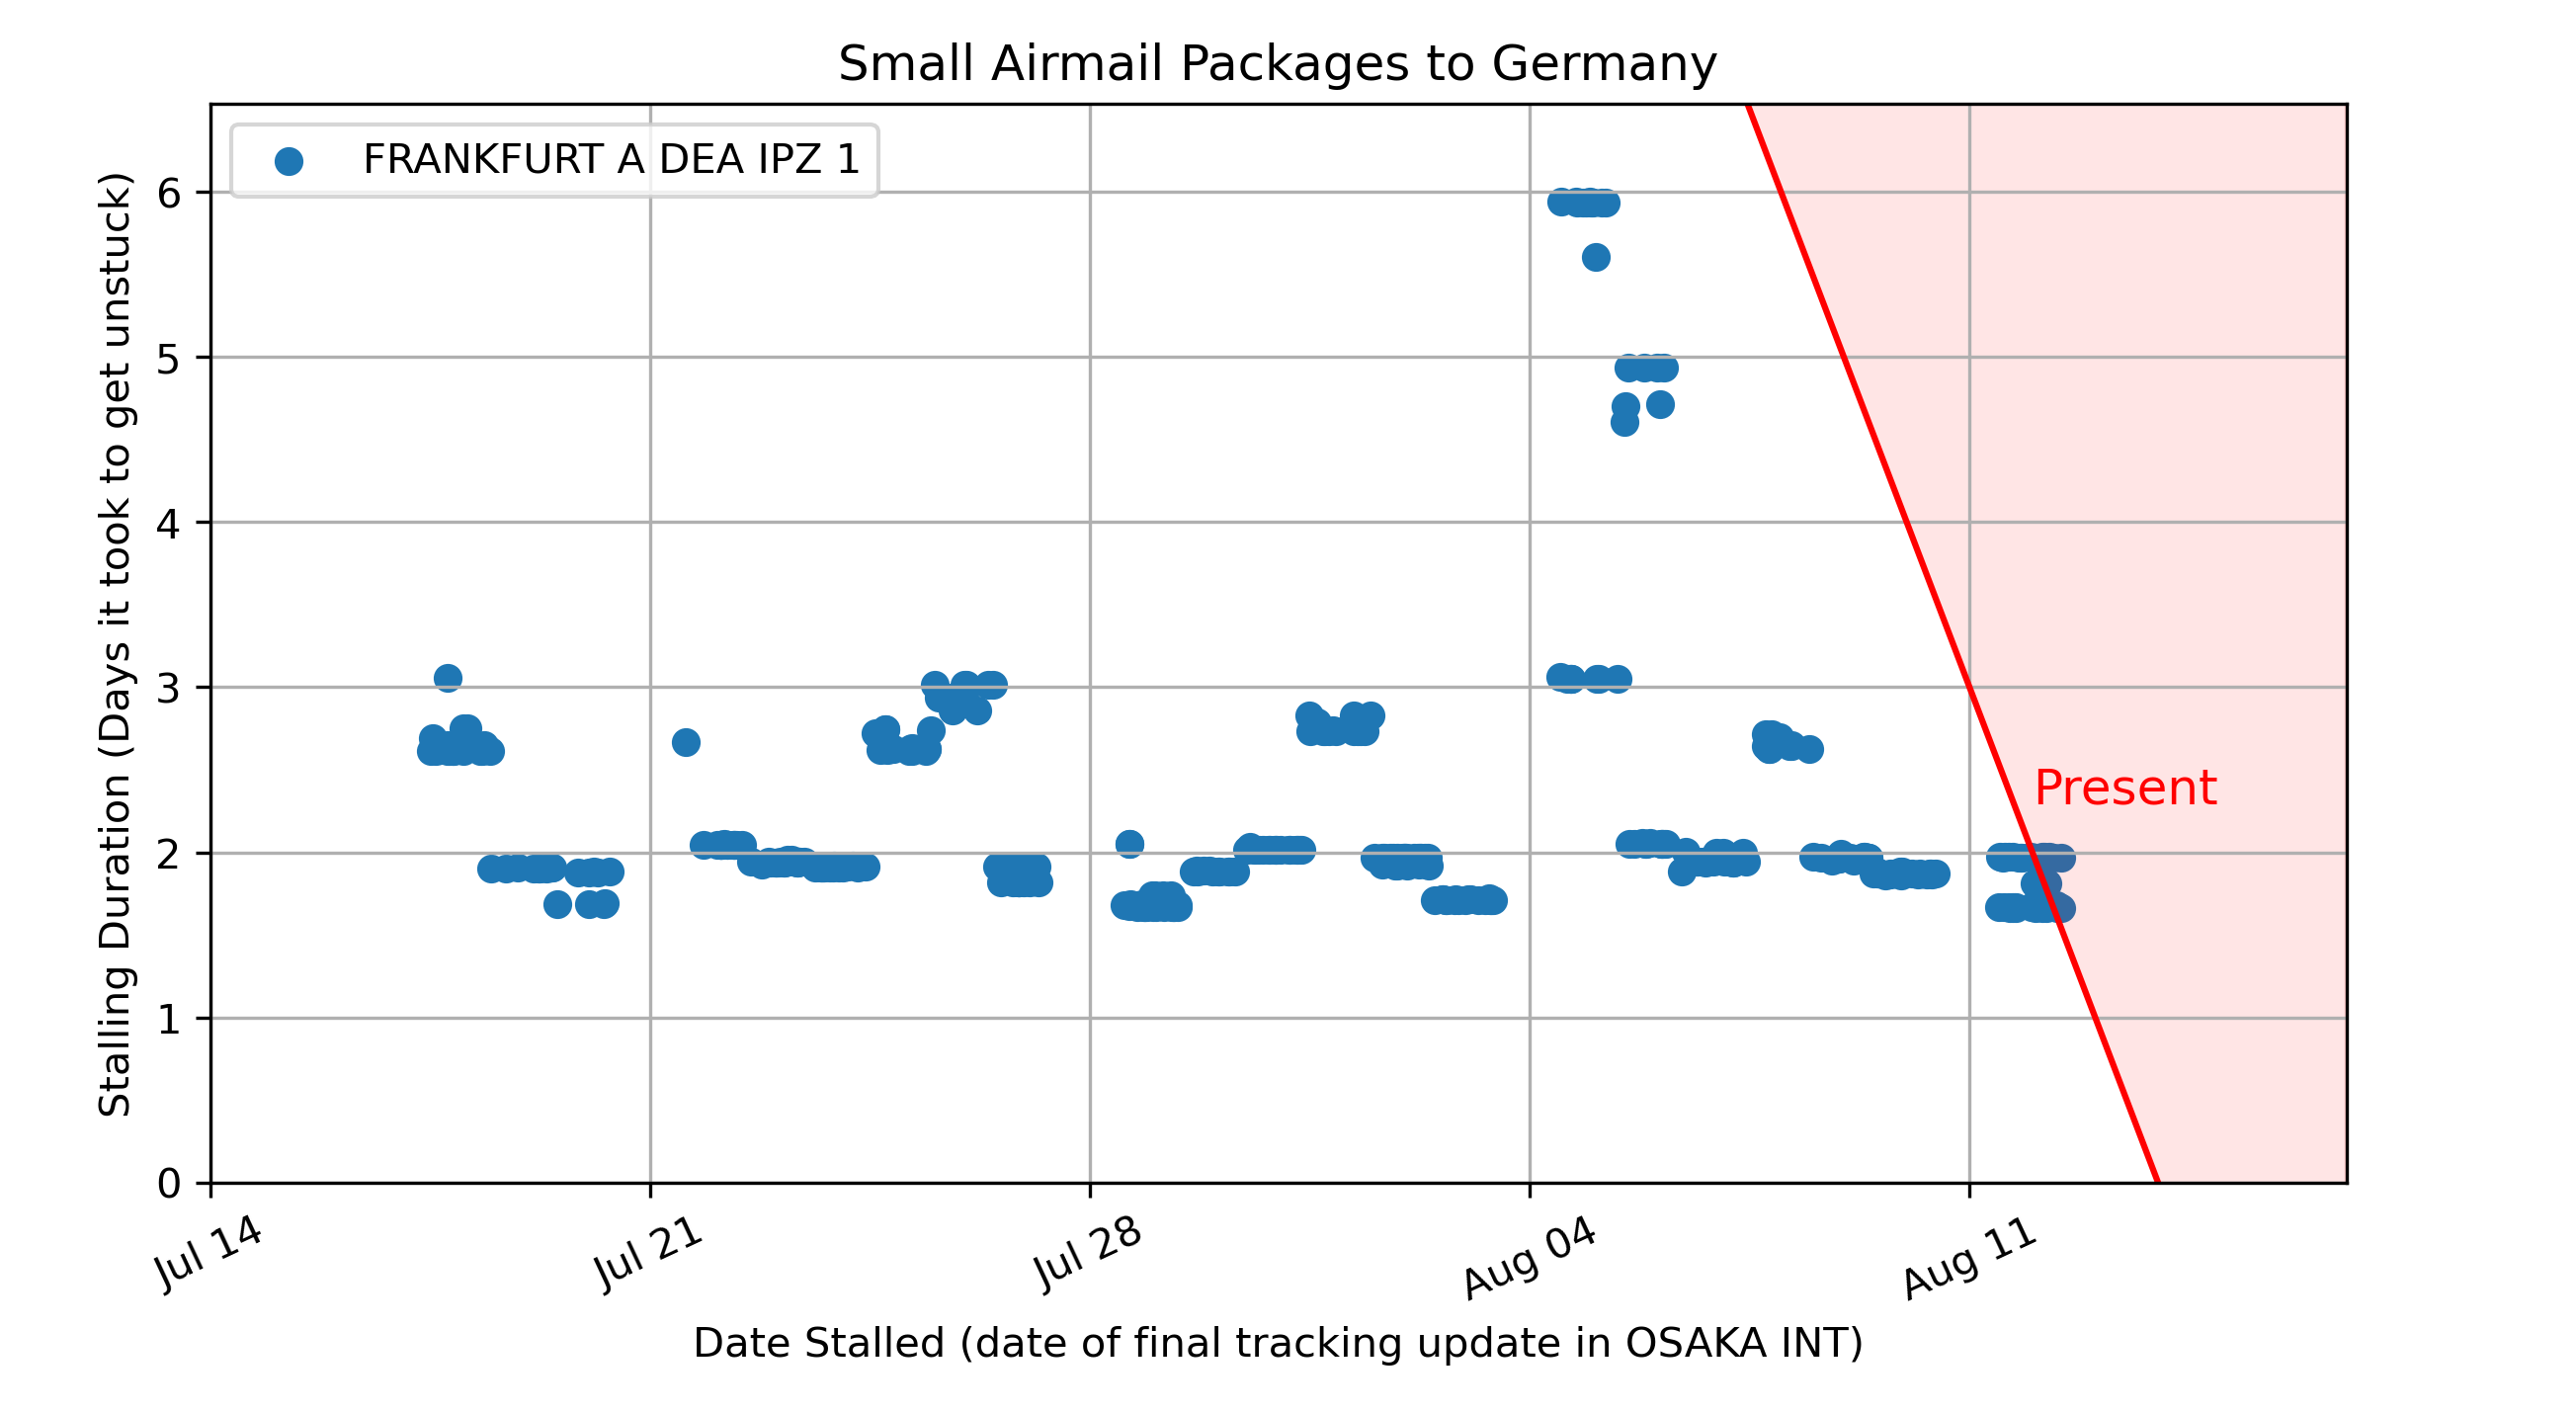 Small Airmail Packages to Germany
FRANKFURT A DEA IPZ 1
Stalling Duration (Days it took to get unstuck)
6
5
4
3
2
1
0
Present
Jul 14
Jul 21
Jul 28
Aug 04
Aug 11
Date Stalled (date of final tracking update in OSAKA INT)